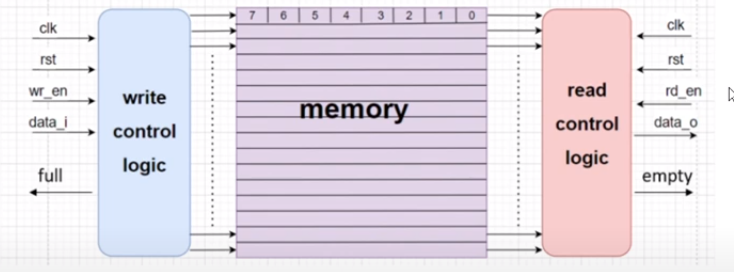 clk
rst
wr_en
data_i
full
write
control
logic
7 6 5 4 3 2 1 0
memory
read
control
logic
clk
rst
rd_en
data_o
empty